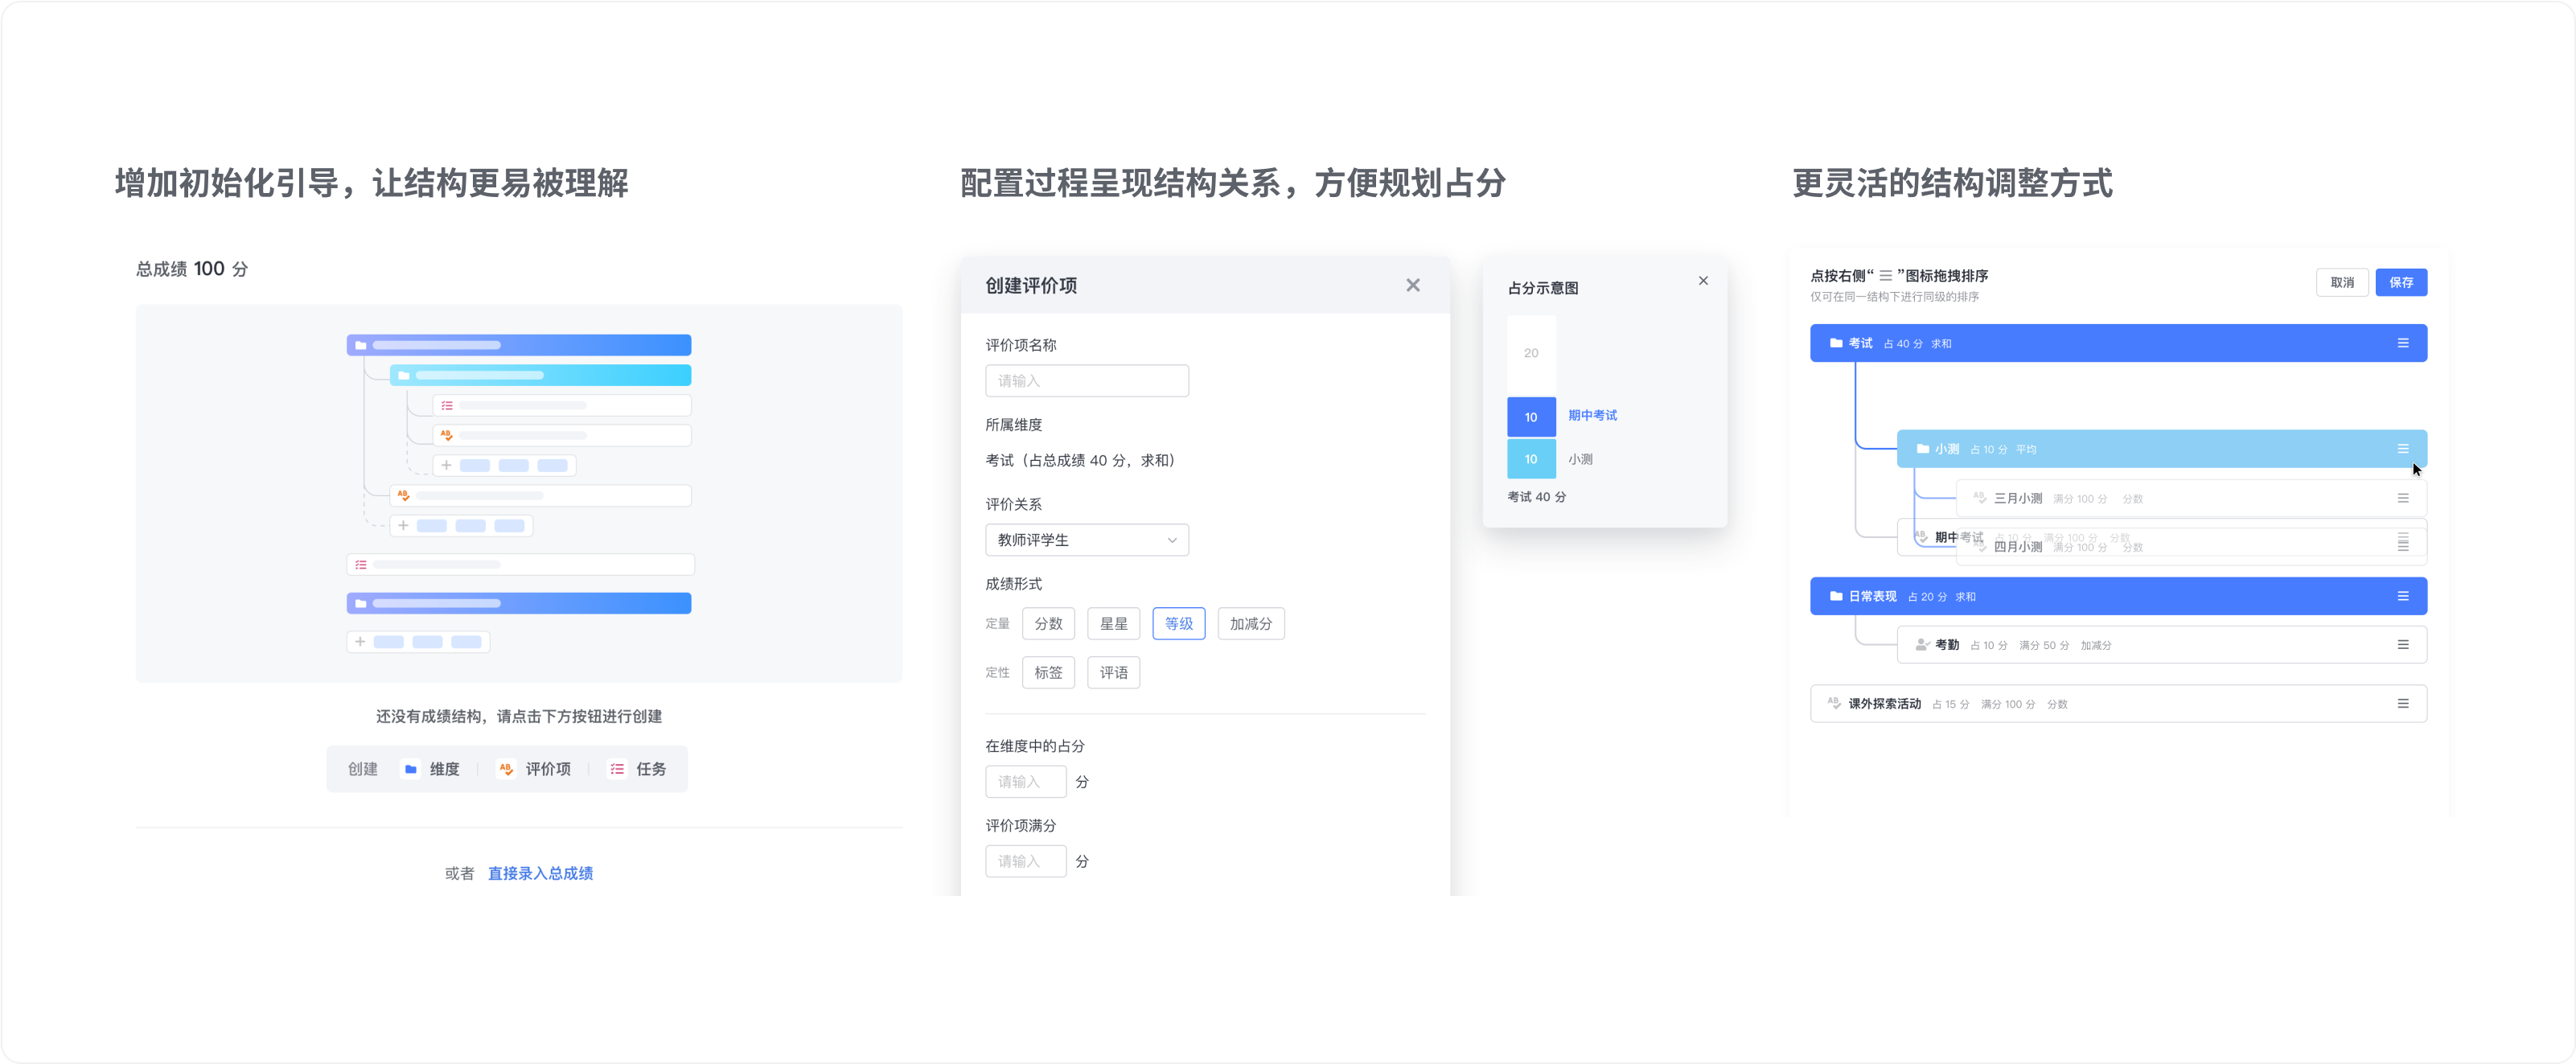 增加初始化引导，让结构更易被理解
总成绩 100 分
还没有成绩结构，请点击下方按钮进行创建
创建 维度 评价项 任务
或者 直接录入总成绩
配置过程呈现结构关系，方便规划占分
创建评价项
评价项名称
请输入
所属维度
考试（占总成绩 40 分，求和）
评价关系
教师评学生
成绩形式
定量 分数 星星 等级 加减分
定性 标签 评语
在维度中的占分
请输入 分
评价项满分
请输入 分
占分示意图
20
10 期中考试
10 小测
考试 40 分
更灵活的结构调整方式
点按右侧“ ☰ ”图标拖拽排序
仅可在同一结构下进行同级的排序
取消 保存
考试 占 40 分 求和
小测 占 10 分 平均
三月小测 满分 100 分 分数
期中考试 占 10 分 满分 100 分 分数
四月小测 满分 100 分 分数
日常表现 占 20 分 求和
考勤 占 10 分 满分 50 分 加减分
课外探索活动 占 15 分 满分 100 分 分数